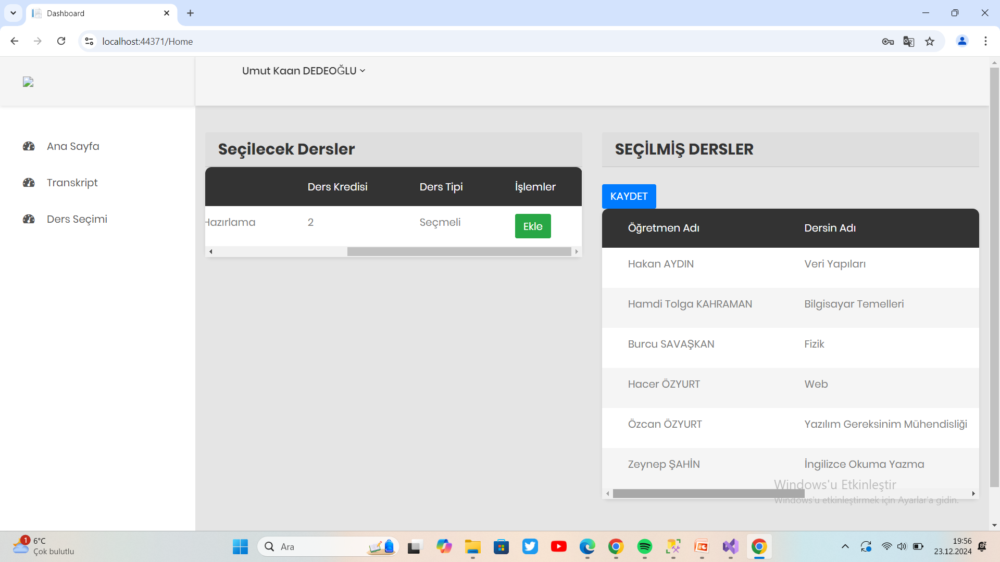 Dashboard
localhost:44371/Home
Umut Kaan DEDEOĞLU
Ana Sayfa
Transkript
Ders Seçimi
Seçilecek Dersler
Ders Kredisi Ders Tipi İşlemler
Hazırlama 2 Seçmeli Ekle
SEÇİLMİŞ DERSLER
KAYDET
Öğretmen Adı Dersin Adı
Hakan AYDIN Veri Yapıları
Hamdi Tolga KAHRAMAN Bilgisayar Temelleri
Burcu SAVAŞKAN Fizik
Hacer ÖZYURT Web
Özcan ÖZYURT Yazılım Gereksinim Mühendisliği
Zeynep ŞAHİN İngilizce Okuma Yazma
Windows'u Etkinleştir
Windows'u etkinleştirmek için Ayarlar'a gidin.
1
6°C
Çok bulutlu
Ara
19:56
23.12.2024